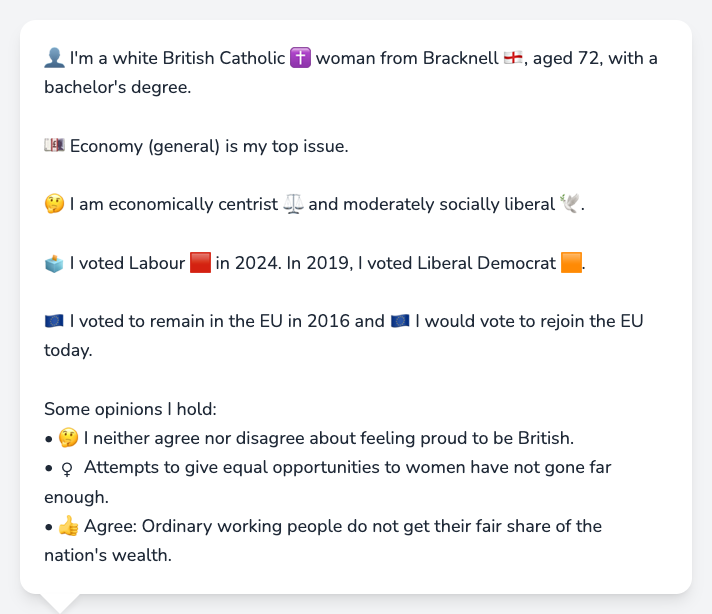 👤 I'm a white British Catholic ✝️ woman from Bracknell 🏴󠁧󠁢󠁥󠁮󠁧󠁿, aged 72, with a
bachelor's degree.
💷 Economy (general) is my top issue.
🤔 I am economically centrist ⚖️ and moderately socially liberal 🕊️.
🗳️ I voted Labour 🟥 in 2024. In 2019, I voted Liberal Democrat 🟧.
🇪🇺 I voted to remain in the EU in 2016 and 🇪🇺 I would vote to rejoin the EU
today.
Some opinions I hold:
• 🤔 I neither agree nor disagree about feeling proud to be British.
• ♀ Attempts to give equal opportunities to women have not gone far
enough.
• 👍 Agree: Ordinary working people do not get their fair share of the
nation's wealth.